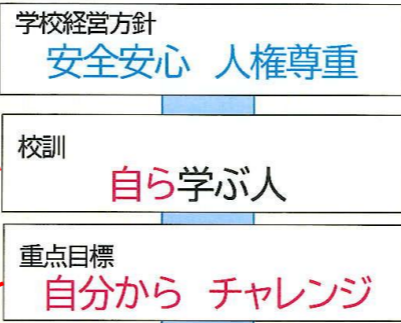 学校経営方針
安全安心 人権尊重
校訓
自ら学ぶ人
重点目標
自分から チャレンジ